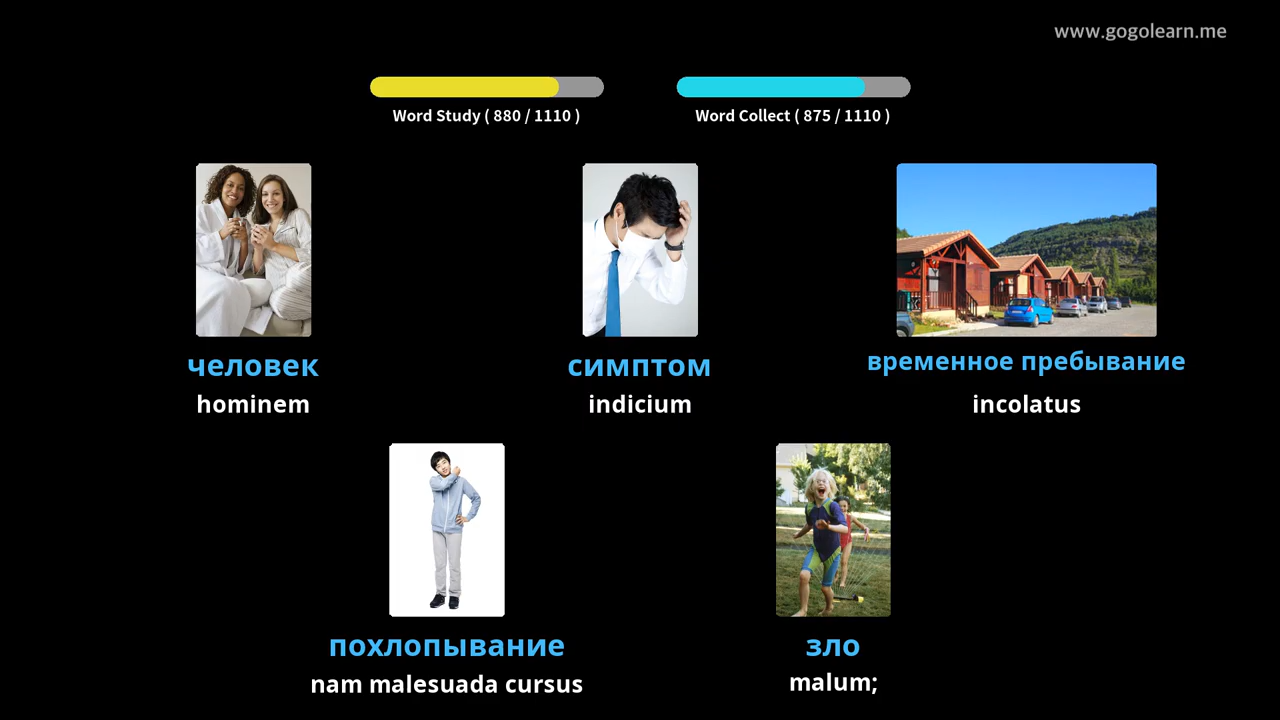 www.gogolearn.me
Word Study ( 880 / 1110 )
Word Collect ( 875 / 1110 )
человек
hominem
симптом
indicium
временное пребывание
incolatus
похлопывание
nam malesuada cursus
зло
malum;